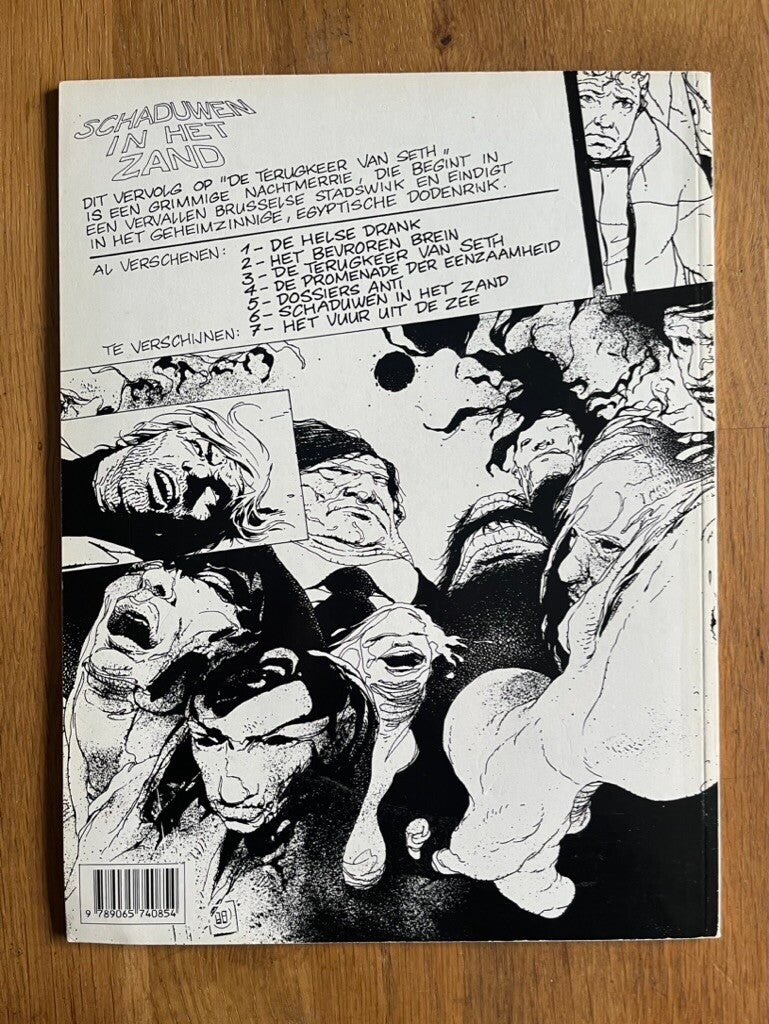 SCHADUWEN
IN HET
ZAND
DIT VERVOLG OP "DE TERUGKEER VAN SETH"
IS EEN GRIMMIGE NACHTMERRIE, DIE BEGINT IN
EEN VERVALLEN BRUSSELSE STADSWIJK EN EINDIGT
IN HET GEHEIMZINNIGE, EGYPTISCHE DODENRIJK.
AL VERSCHENEN: 1- DE HELSE DRANK
2- HET BEVROREN BREIN
3- DE TERUGKEER VAN SETH
4- DE PROMENADE DER EENZAAMHEID
5- DOSSIERS ANTI
6- SCHADUWEN IN HET ZAND
TE VERSCHIJNEN: 7- HET VUUR UIT DE ZEE
9 789065 740854